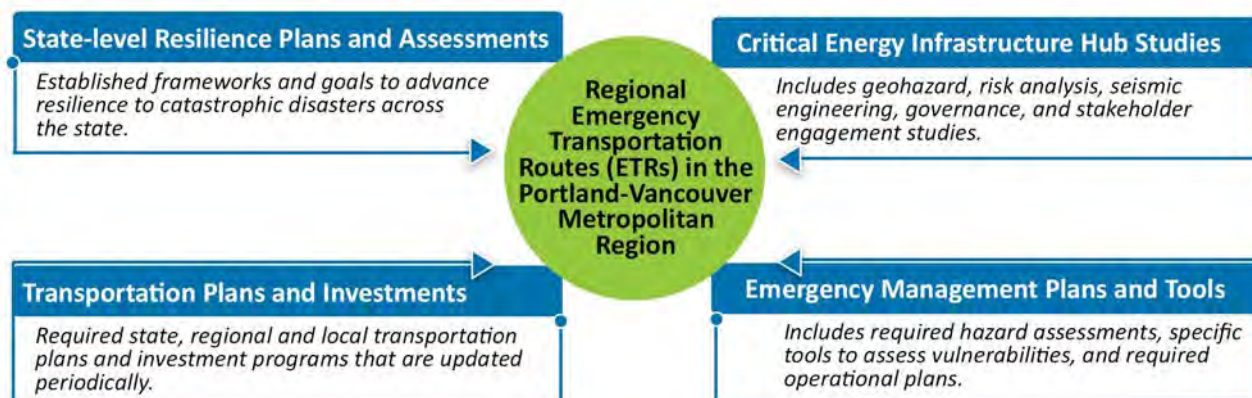 State-level Resilience Plans and Assessments
Established frameworks and goals to advance
resilience to catastrophic disasters across
the state.
Regional
Emergency
Transportation
Routes (ETRs) in the
Portland-Vancouver
Metropolitan
Region
Critical Energy Infrastructure Hub Studies
Includes geohazard, risk analysis, seismic
engineering, governance, and stakeholder
engagement studies.
Transportation Plans and Investments
Required state, regional and local transportation
plans and investment programs that are updated
periodically.
Emergency Management Plans and Tools
Includes required hazard assessments, specific
tools to assess vulnerabilities, and required
operational plans.